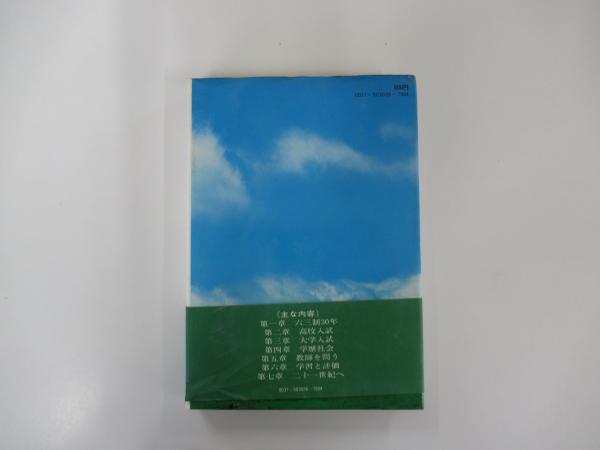 (主な内容)
第一章 六三制30年
第二章 高校入試
第三章 大学入試
第四章 学歴社会
第五章 教師を問う
第六章 学習と評価
第七章 二十一世紀へ